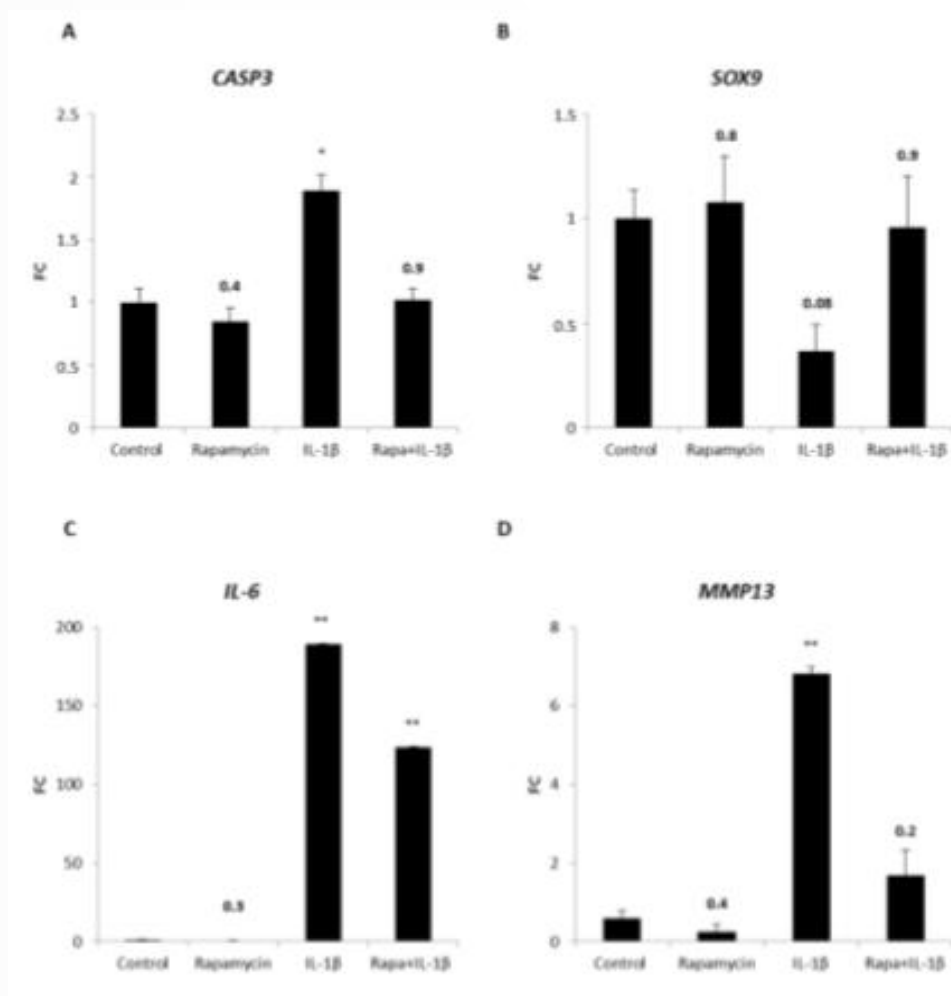 A
CASP3
2.5
2
1.5
1
0.5
0
FC
*
0.4
0.9
Control Rapamycin IL-1β Rapa+IL-1β
B
SOX9
1.5
1
0.5
0
FC
0.8
0.08
0.9
Control Rapamycin IL-1β Rapa+IL-1β
C
IL-6
200
150
100
50
0
FC
0.3
**
**
Control Rapamycin IL-1β Rapa+IL-1β
D
MMP13
8
6
4
2
0
FC
0.4
**
0.2
Control Rapamycin IL-1β Rapa+IL-1β